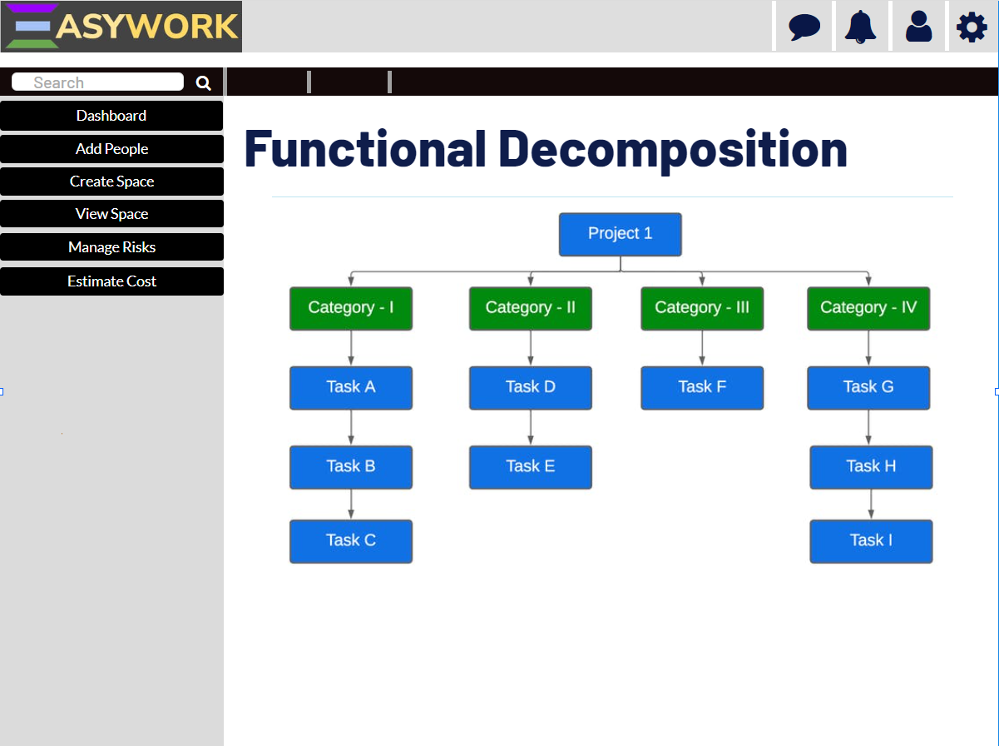 EASYWORK
Search
Dashboard
Add People
Create Space
View Space
Manage Risks
Estimate Cost
Functional Decomposition
Project 1
Category - I
Category - II
Category - III
Category - IV
Task A
Task D
Task F
Task G
Task B
Task E
Task H
Task C
Task I